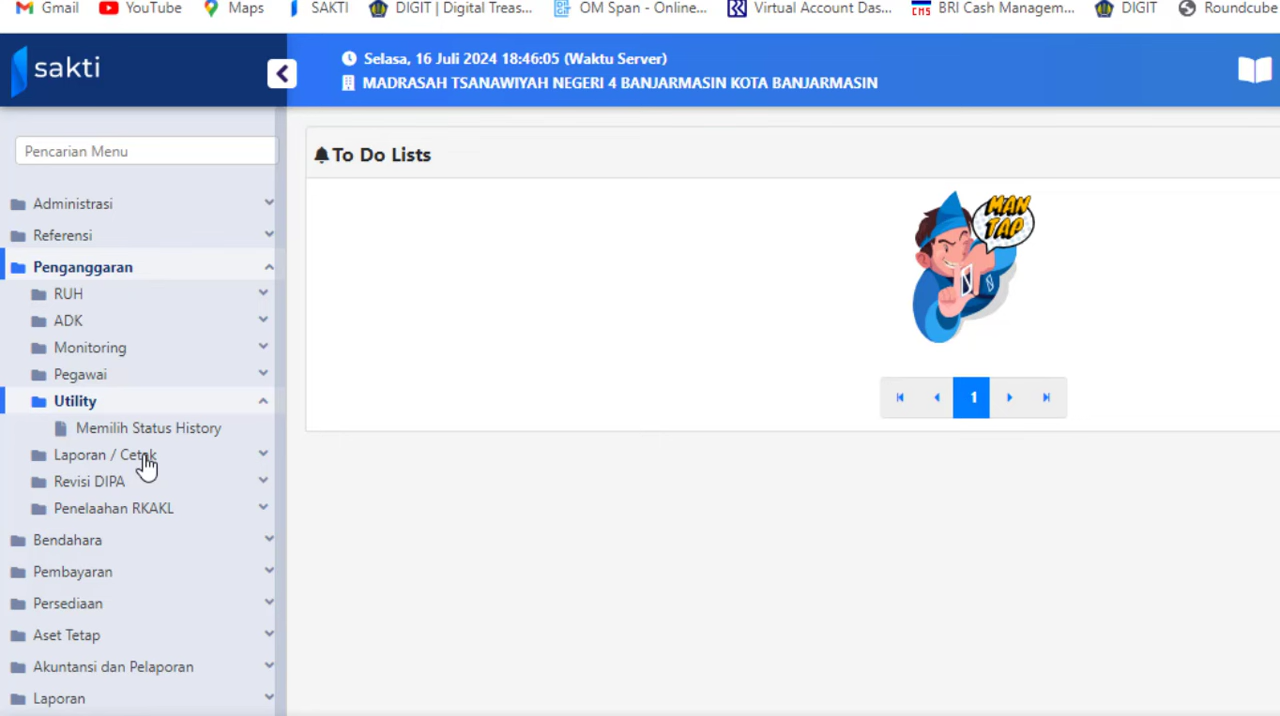 Gmail YouTube Maps SAKTI DIGIT | Digital Treas... OM Span - Online... Virtual Account Das... CMS BRI Cash Managem... DIGIT Roundcube
sakti
Selasa, 16 Juli 2024 18:46:05 (Waktu Server)
MADRASAH TSANAWIYAH NEGERI 4 BANJARMASIN KOTA BANJARMASIN
Pencarian Menu
To Do Lists
MAN
TAP
Administrasi
Referensi
Penganggaran
RUH
ADK
Monitoring
Pegawai
Utility
1
Memilih Status History
Laporan / Cetak
Revisi DIPA
Penelaahan RKAKL
Bendahara
Pembayaran
Persediaan
Aset Tetap
Akuntansi dan Pelaporan
Laporan